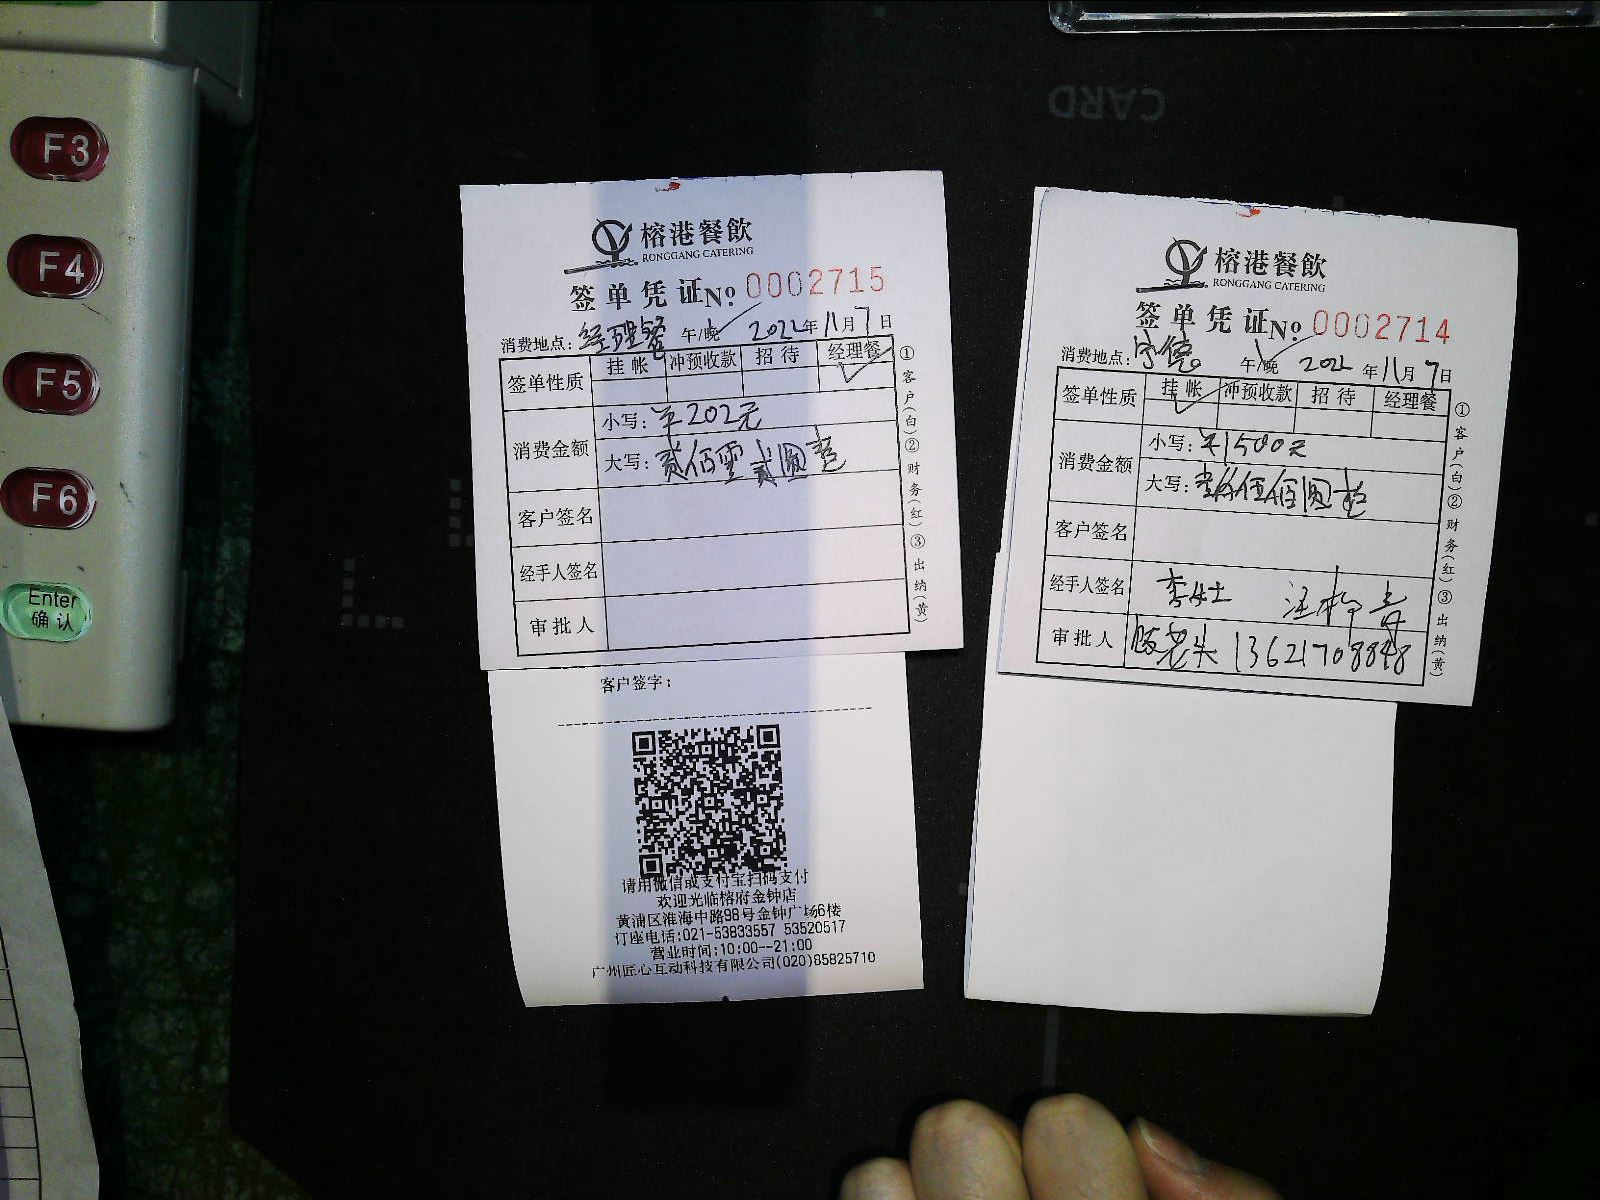 F3
F4
F5
F6
Enter
确认
CARD
榕港餐飲
RONGGANG CATERING
签单凭证№ 0002715
消费地点：经理餐 午/晚 2022年11月7日
签单性质 挂帐 冲预收款 招待 经理餐
消费金额 小写：¥202元
大写：贰佰零贰圆整
客户签名
经手人签名
审批人
①客户(白)②财务(红)③出纳(黄)
客户签字：
请用微信或支付宝扫码支付
欢迎光临榕府金钟店
黄浦区淮海中路98号金钟广场6楼
订座电话:021-53833557 53520517
营业时间:10:00--21:00
广州匠心互动科技有限公司(020)85825710
榕港餐飲
RONGGANG CATERING
签单凭证№ 0002714
消费地点： 午/晚 2022年11月7日
签单性质 挂帐 冲预收款 招待 经理餐
消费金额 小写：¥1500元
大写：壹仟伍佰圆整
客户签名
经手人签名
审批人 老头 13621708848
①客户(白)②财务(红)③出纳(黄)